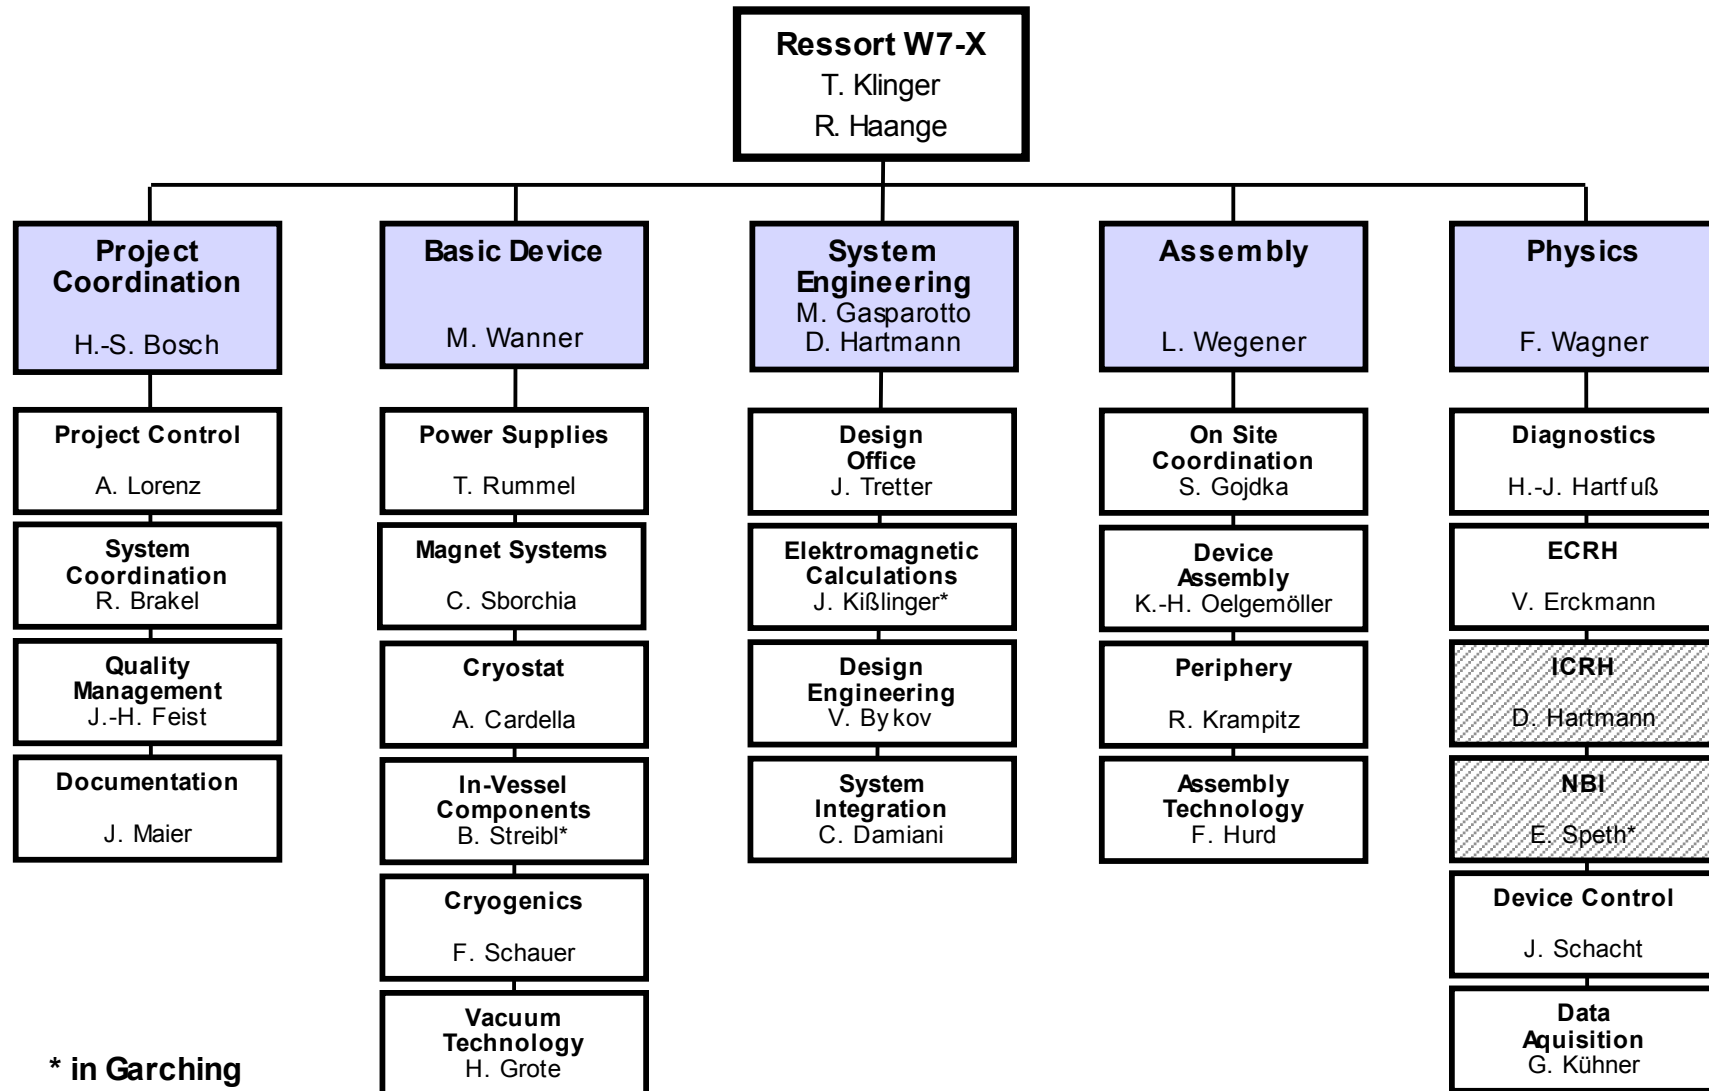 Ressort W7-X
T. Klinger
R. Haange
Project
Coordination
H.-S. Bosch
Project Control
A. Lorenz
System
Coordination
R. Brakel
Quality
Management
J.-H. Feist
Documentation
J. Maier
Basic Device
M. Wanner
Power Supplies
T. Rummel
Magnet Systems
C. Sborchia
Cryostat
A. Cardella
In-Vessel
Components
B. Streibl*
Cryogenics
F. Schauer
Vacuum
Technology
H. Grote
System
Engineering
M. Gasparotto
D. Hartmann
Design
Office
J. Tretter
Elektromagnetic
Calculations
J. Kißlinger*
Design
Engineering
V. Bykov
System
Integration
C. Damiani
Assembly
L. Wegener
On Site
Coordination
S. Gojdka
Device
Assembly
K.-H. Oelgemöller
Periphery
R. Krampitz
Assembly
Technology
F. Hurd
Physics
F. Wagner
Diagnostics
H.-J. Hartfuß
ECRH
V. Erckmann
ICRH
D. Hartmann
NBI
E. Speth*
Device Control
J. Schacht
Data
Aquisition
G. Kühner
* in Garching